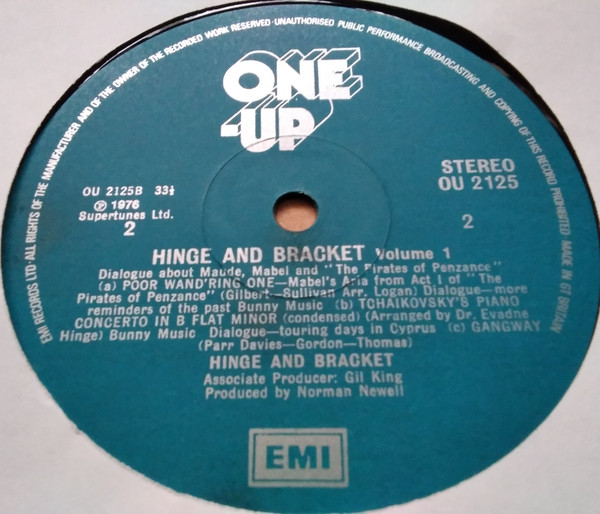 EMI RECORDS LTD·ALL RIGHTS OF THE MANUFACTURER AND OF THE OWNER OF THE RECORDED WORK RESERVED·UNAUTHORISED PUBLIC PERFORMANCE BROADCASTING AND COPYING OF THIS RECORD PROHIBITED MADE IN GT BRITAIN
ONE
-UP
STEREO
OU 2125
OU 2125B 33⅓
℗ 1976
Supertunes Ltd.
2
2
HINGE AND BRACKET Volume 1
Dialogue about Maude, Mabel and "The Pirates of Penzance"
(a) POOR WAND'RING ONE—Mabel's Aria from Act I of "The
Pirates of Penzance" (Gilbert—Sullivan Arr. Logan) Dialogue—more
reminders of the past Bunny Music (b) TCHAIKOVSKY'S PIANO
CONCERTO IN B FLAT MINOR (condensed) (Arranged by Dr. Evadne
Hinge) Bunny Music Dialogue—touring days in Cyprus (c) GANGWAY
(Parr Davies—Gordon—Thomas)
HINGE AND BRACKET
Associate Producer: Gil King
Produced by Norman Newell
EMI